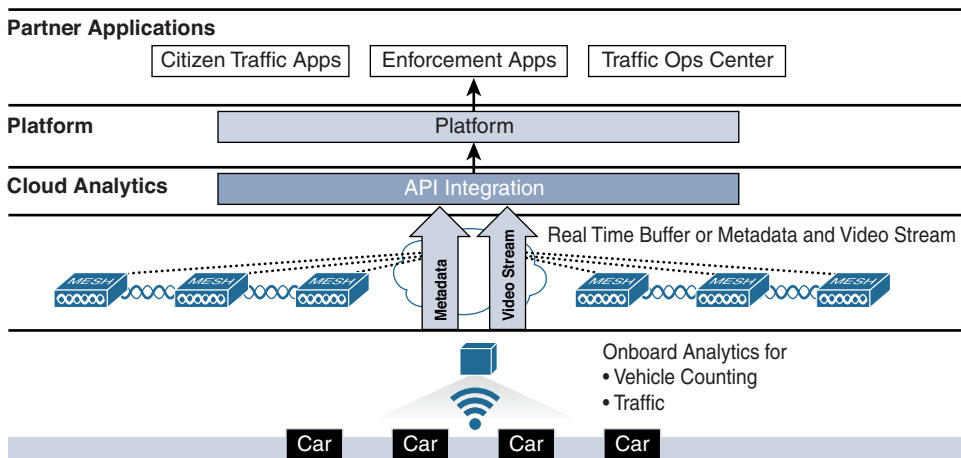 Partner Applications
Citizen Traffic Apps
Enforcement Apps
Traffic Ops Center
Platform
Platform
Cloud Analytics
API Integration
Real Time Buffer or Metadata and Video Stream
MESH
MESH
MESH
Metadata
Video Stream
MESH
MESH
MESH
Onboard Analytics for
• Vehicle Counting
• Traffic
Car
Car
Car
Car